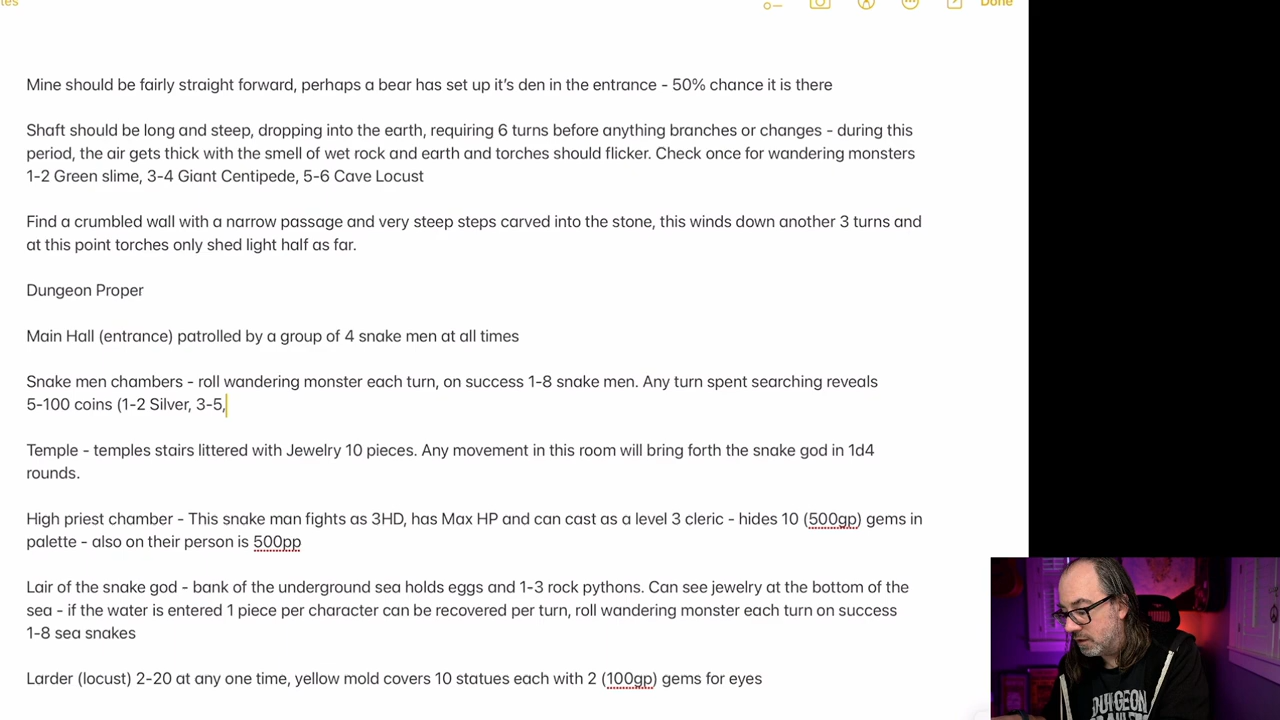 Done
Mine should be fairly straight forward, perhaps a bear has set up it's den in the entrance - 50% chance it is there
Shaft should be long and steep, dropping into the earth, requiring 6 turns before anything branches or changes - during this
period, the air gets thick with the smell of wet rock and earth and torches should flicker. Check once for wandering monsters
1-2 Green slime, 3-4 Giant Centipede, 5-6 Cave Locust
Find a crumbled wall with a narrow passage and very steep steps carved into the stone, this winds down another 3 turns and
at this point torches only shed light half as far.
Dungeon Proper
Main Hall (entrance) patrolled by a group of 4 snake men at all times
Snake men chambers - roll wandering monster each turn, on success 1-8 snake men. Any turn spent searching reveals
5-100 coins (1-2 Silver, 3-5,
Temple - temples stairs littered with Jewelry 10 pieces. Any movement in this room will bring forth the snake god in 1d4
rounds.
High priest chamber - This snake man fights as 3HD, has Max HP and can cast as a level 3 cleric - hides 10 (500gp) gems in
palette - also on their person is 500pp
Lair of the snake god - bank of the underground sea holds eggs and 1-3 rock pythons. Can see jewelry at the bottom of the
sea - if the water is entered 1 piece per character can be recovered per turn, roll wandering monster each turn on success
1-8 sea snakes
Larder (locust) 2-20 at any one time, yellow mold covers 10 statues each with 2 (100gp) gems for eyes
DUNGEON